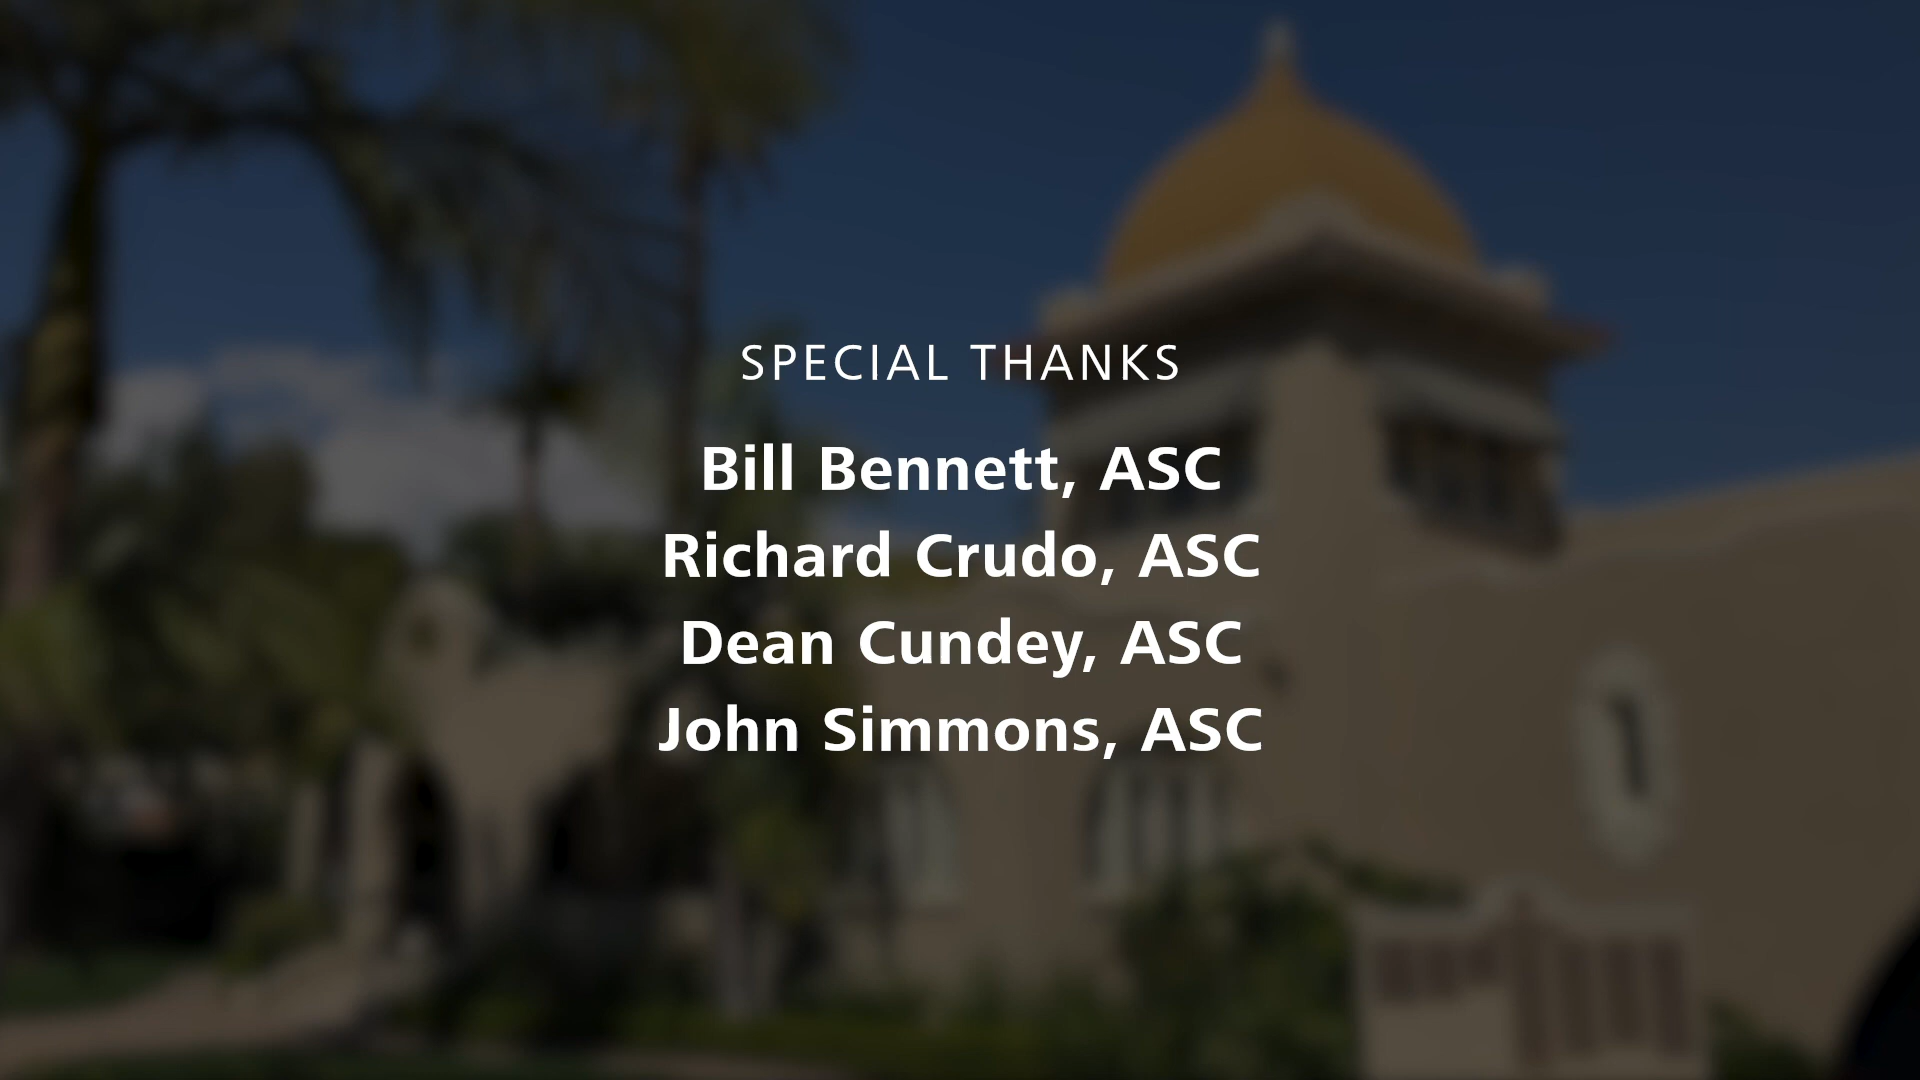 SPECIAL THANKS
Bill Bennett, ASC
Richard Crudo, ASC
Dean Cundey, ASC
John Simmons, ASC